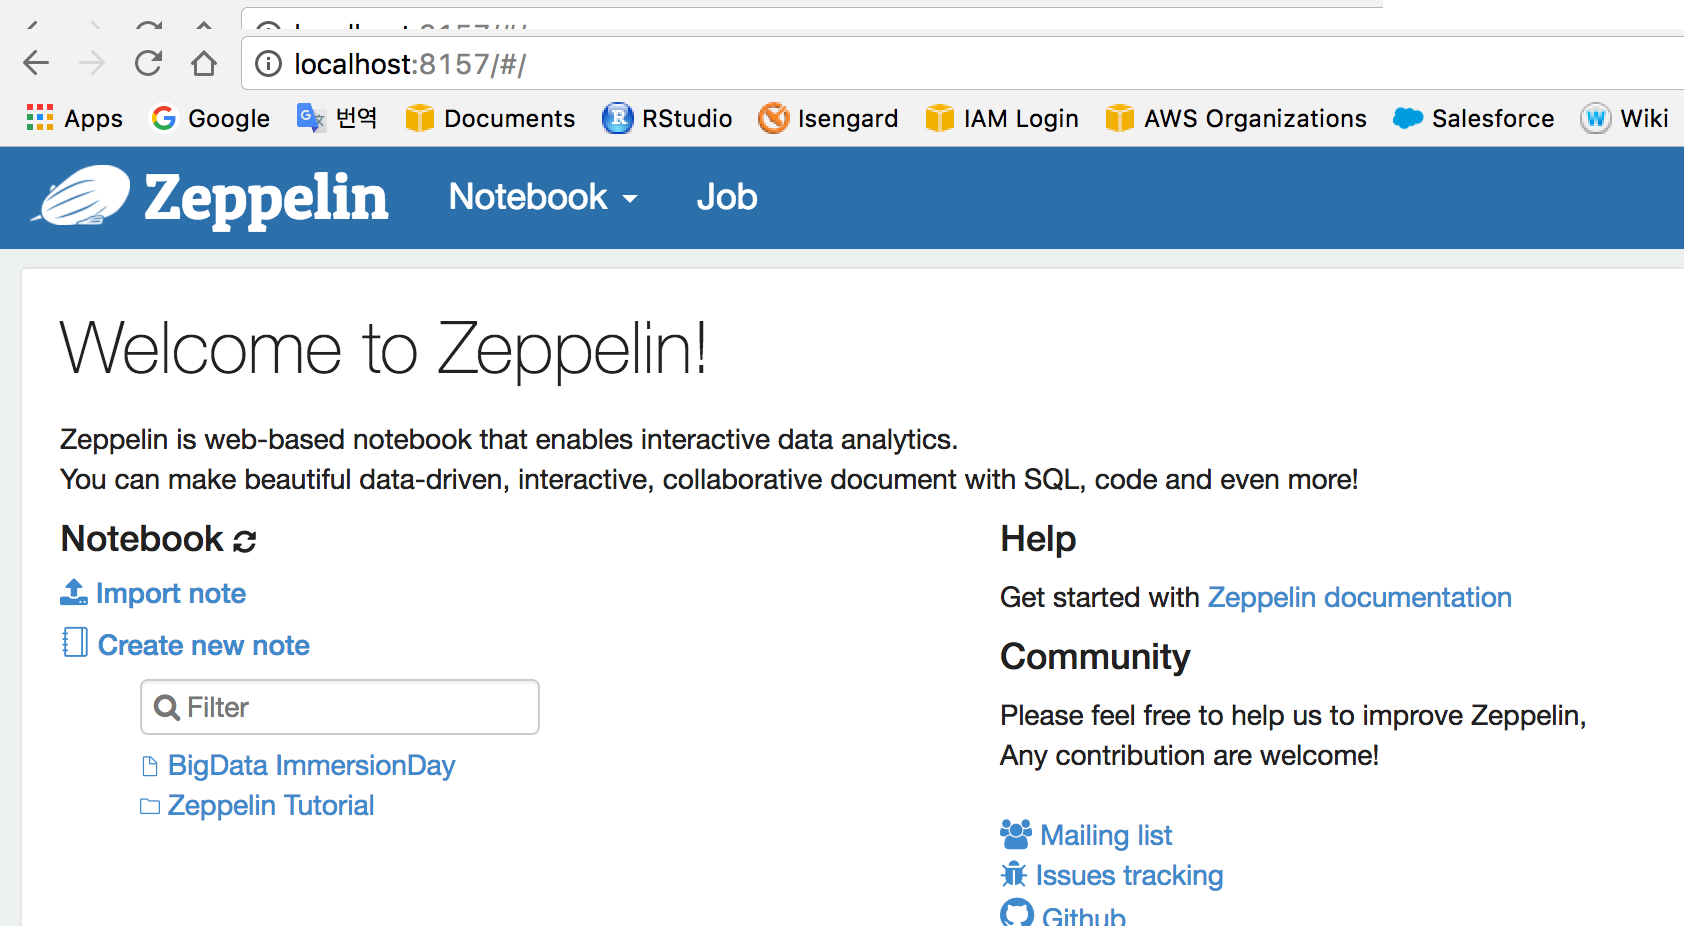 localhost:8157/#/
Apps Google 번역 Documents RStudio Isengard IAM Login AWS Organizations Salesforce Wiki
Zeppelin Notebook Job
Welcome to Zeppelin!
Zeppelin is web-based notebook that enables interactive data analytics.
You can make beautiful data-driven, interactive, collaborative document with SQL, code and even more!
Notebook
Import note
Create new note
Filter
BigData ImmersionDay
Zeppelin Tutorial
Help
Get started with Zeppelin documentation
Community
Please feel free to help us to improve Zeppelin,
Any contribution are welcome!
Mailing list
Issues tracking
Github